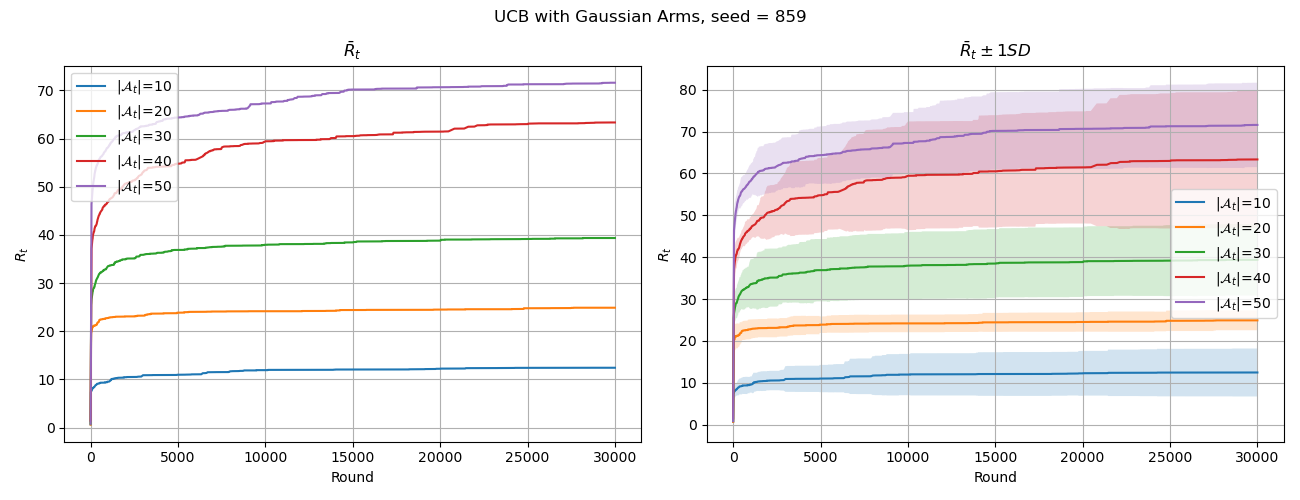 UCB with Gaussian Arms, seed = 859
R̄ₜ
|𝒜ₜ|=10
|𝒜ₜ|=20
|𝒜ₜ|=30
|𝒜ₜ|=40
|𝒜ₜ|=50
70
60
50
40
30
20
10
0
Rₜ
0 5000 10000 15000 20000 25000 30000
Round
R̄ₜ ± 1SD
80
70
60
50
40
30
20
10
0
Rₜ
|𝒜ₜ|=10
|𝒜ₜ|=20
|𝒜ₜ|=30
|𝒜ₜ|=40
|𝒜ₜ|=50
0 5000 10000 15000 20000 25000 30000
Round